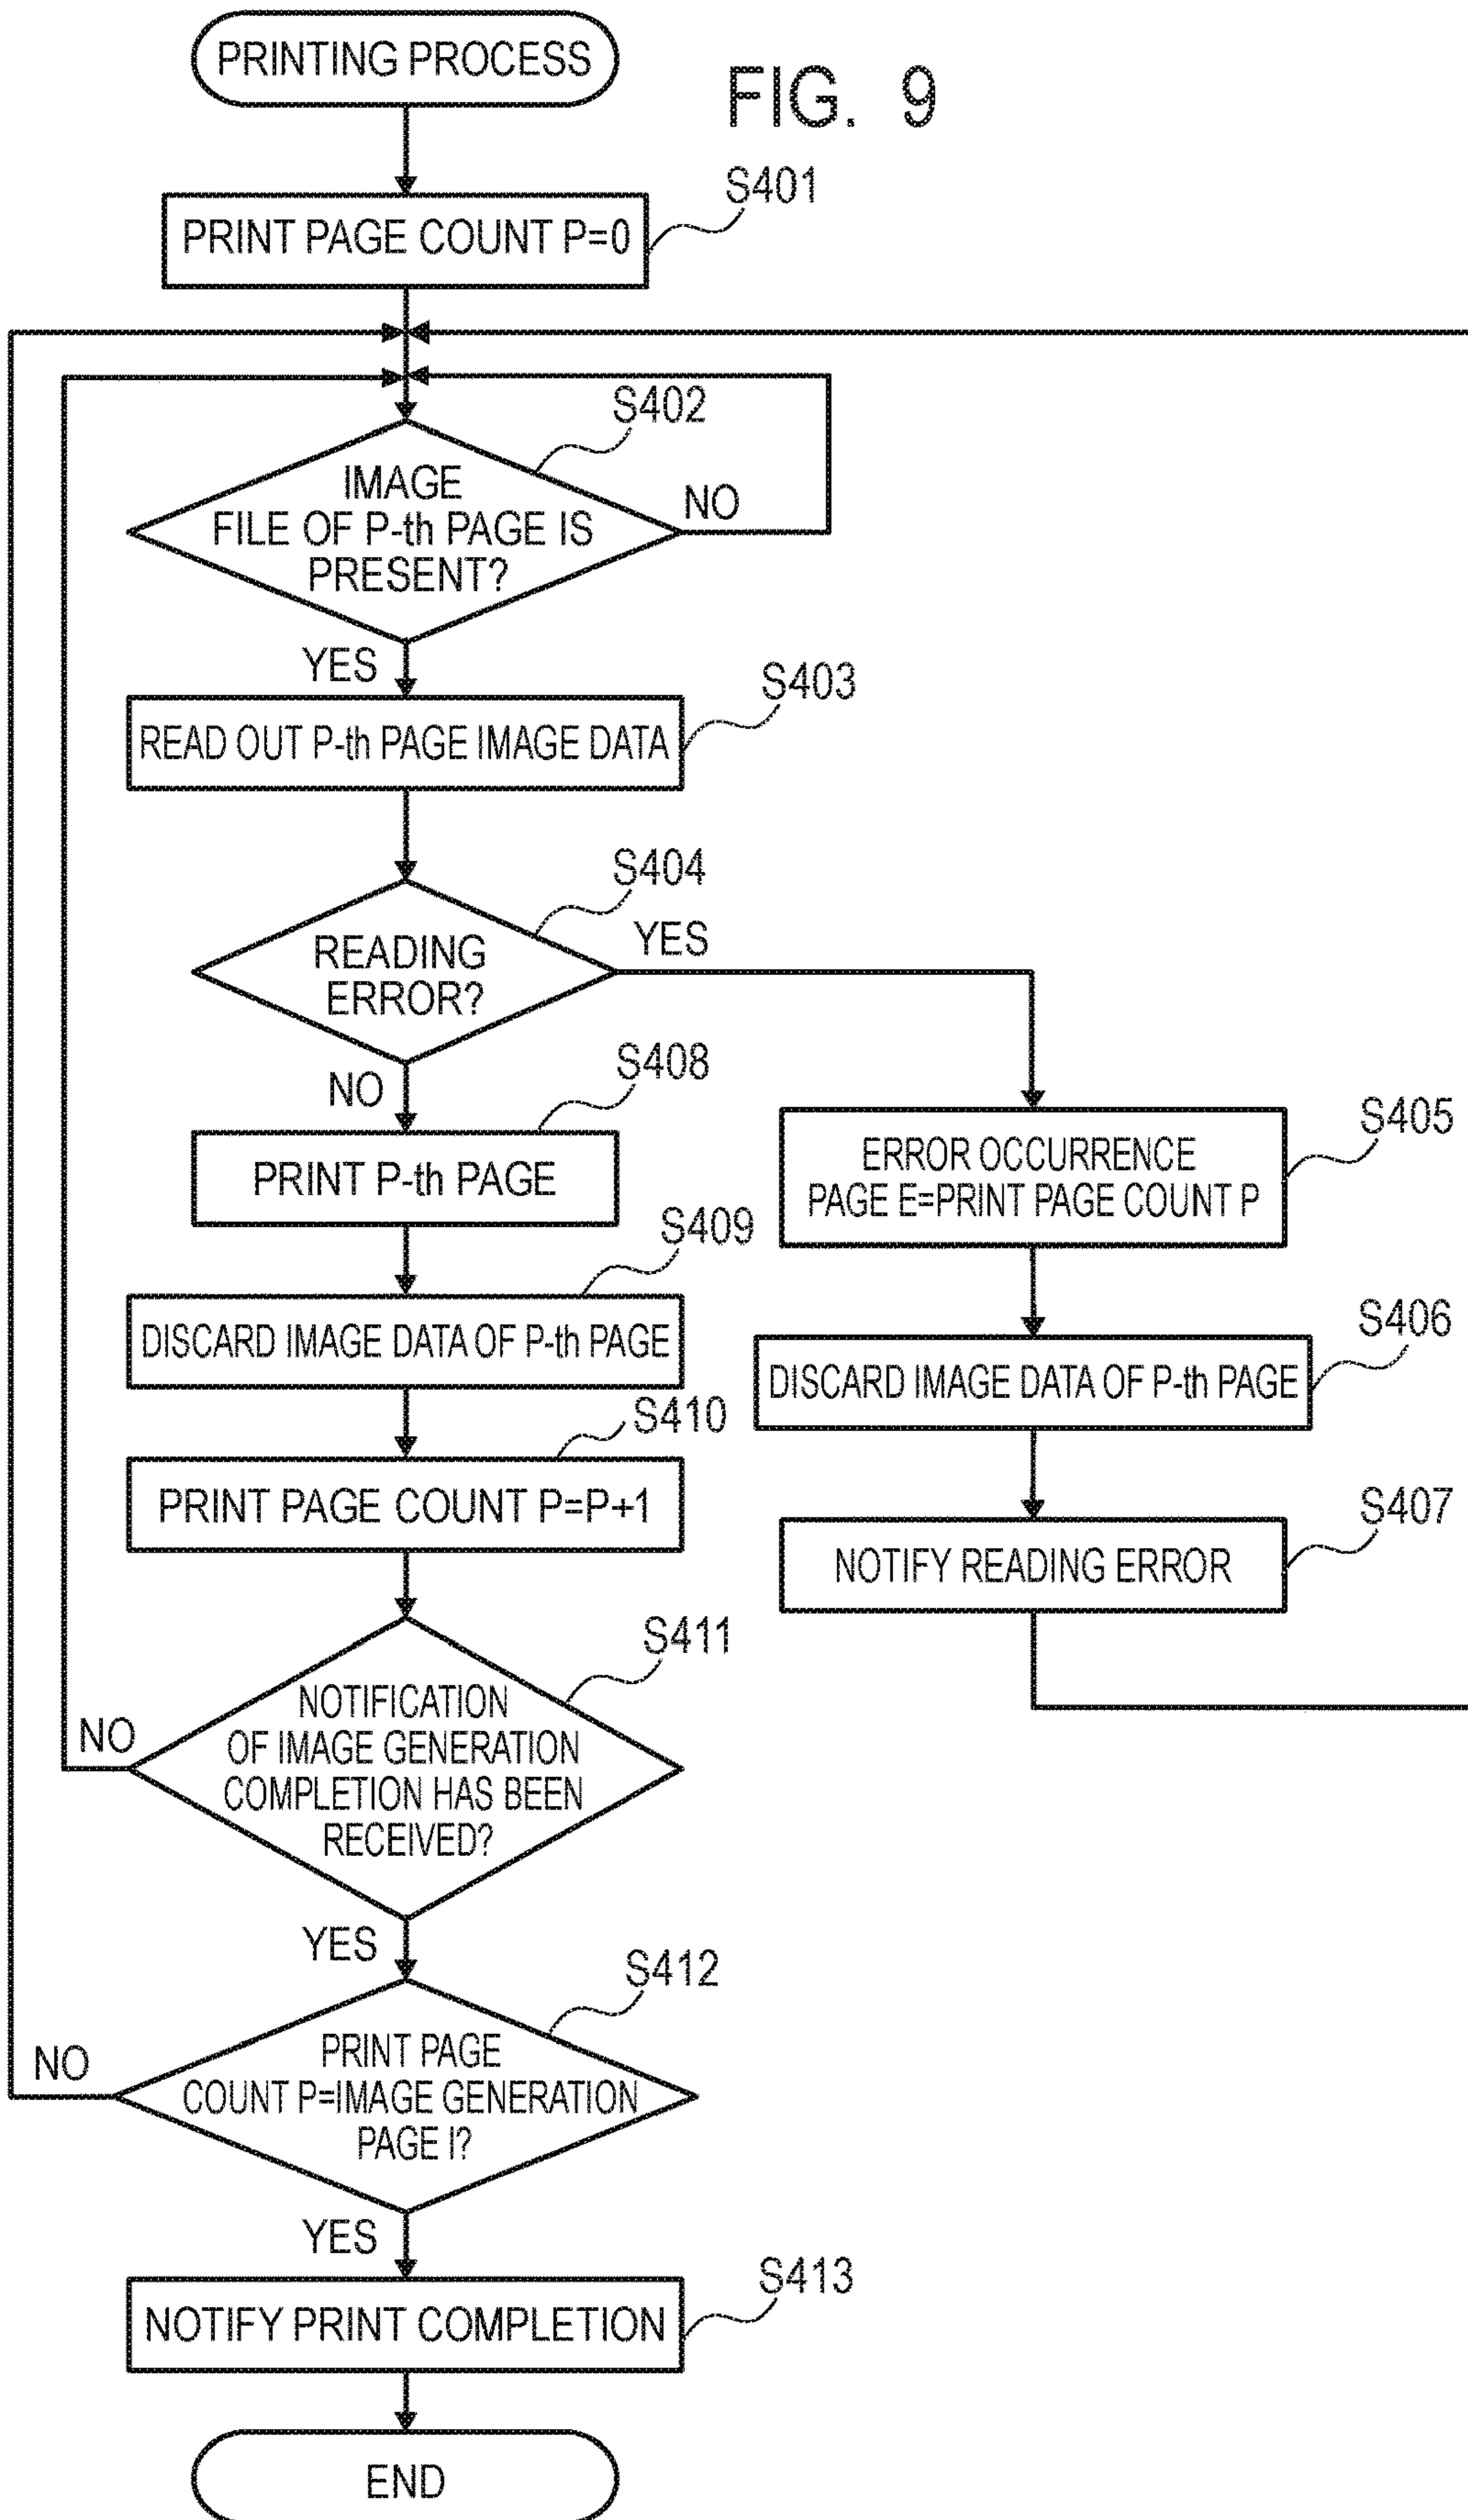 PRINTING PROCESS
FIG. 9
S401
PRINT PAGE COUNT P=0
S402
IMAGE
FILE OF P-th PAGE IS
PRESENT?
NO
YES
S403
READ OUT P-th PAGE IMAGE DATA
S404
READING
ERROR?
YES
NO
S408
PRINT P-th PAGE
S405
ERROR OCCURRENCE
PAGE E=PRINT PAGE COUNT P
S409
DISCARD IMAGE DATA OF P-th PAGE
S406
DISCARD IMAGE DATA OF P-th PAGE
S410
PRINT PAGE COUNT P=P+1
S407
NOTIFY READING ERROR
S411
NOTIFICATION
OF IMAGE GENERATION
COMPLETION HAS BEEN
RECEIVED?
NO
YES
S412
PRINT PAGE
COUNT P=IMAGE GENERATION
PAGE I?
NO
YES
S413
NOTIFY PRINT COMPLETION
END